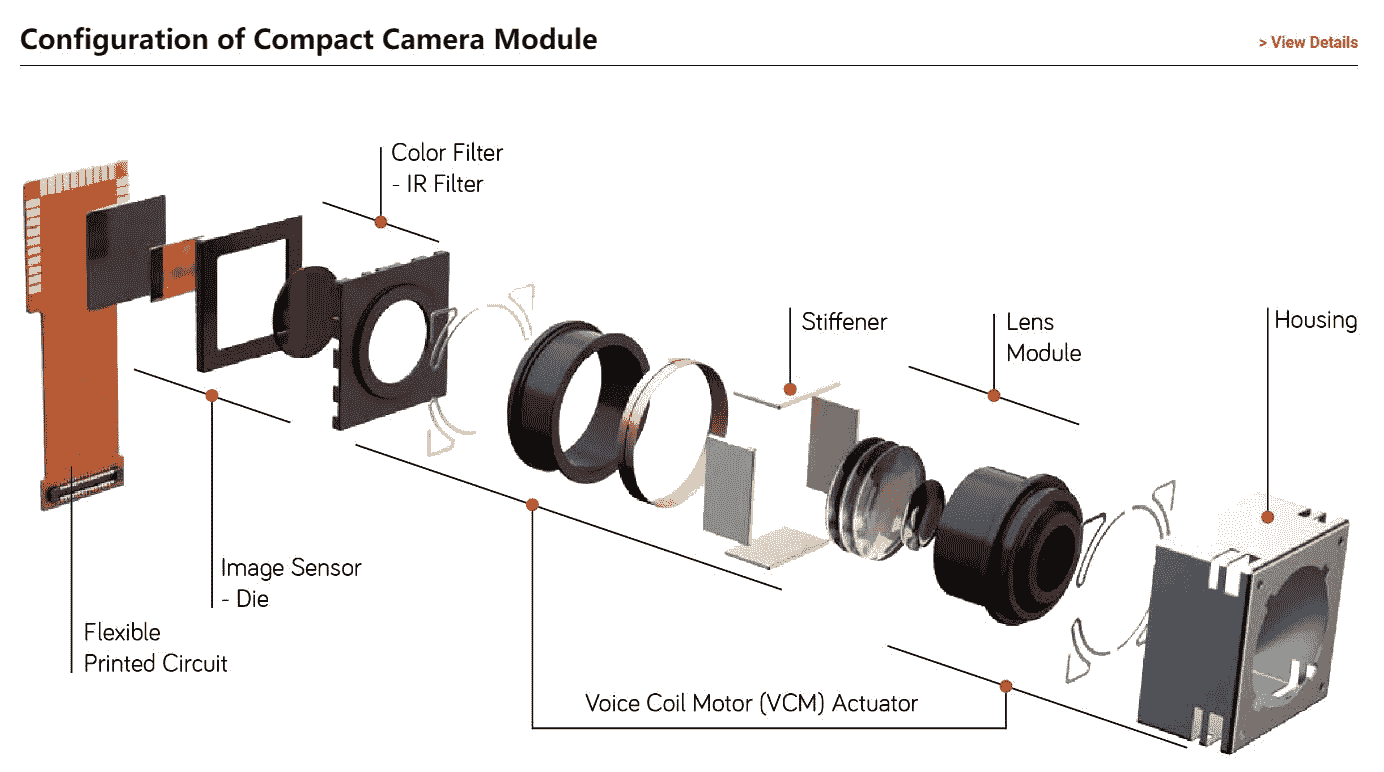 Configuration of Compact Camera Module
> View Details
Color Filter
- IR Filter
Stiffener
Lens
Module
Housing
Image Sensor
- Die
Flexible
Printed Circuit
Voice Coil Motor (VCM) Actuator